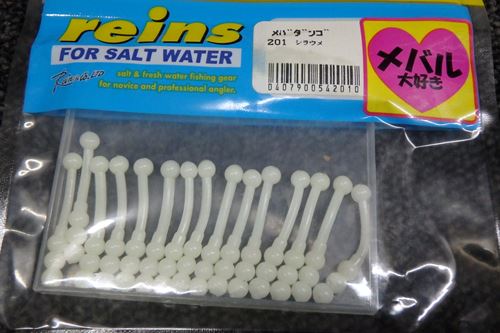 reins
FOR SALT WATER
salt & fresh water fishing gear
for novice and professional angler.
メバダンゴ
201 シラウメ
0407900542010
メバル
大好き